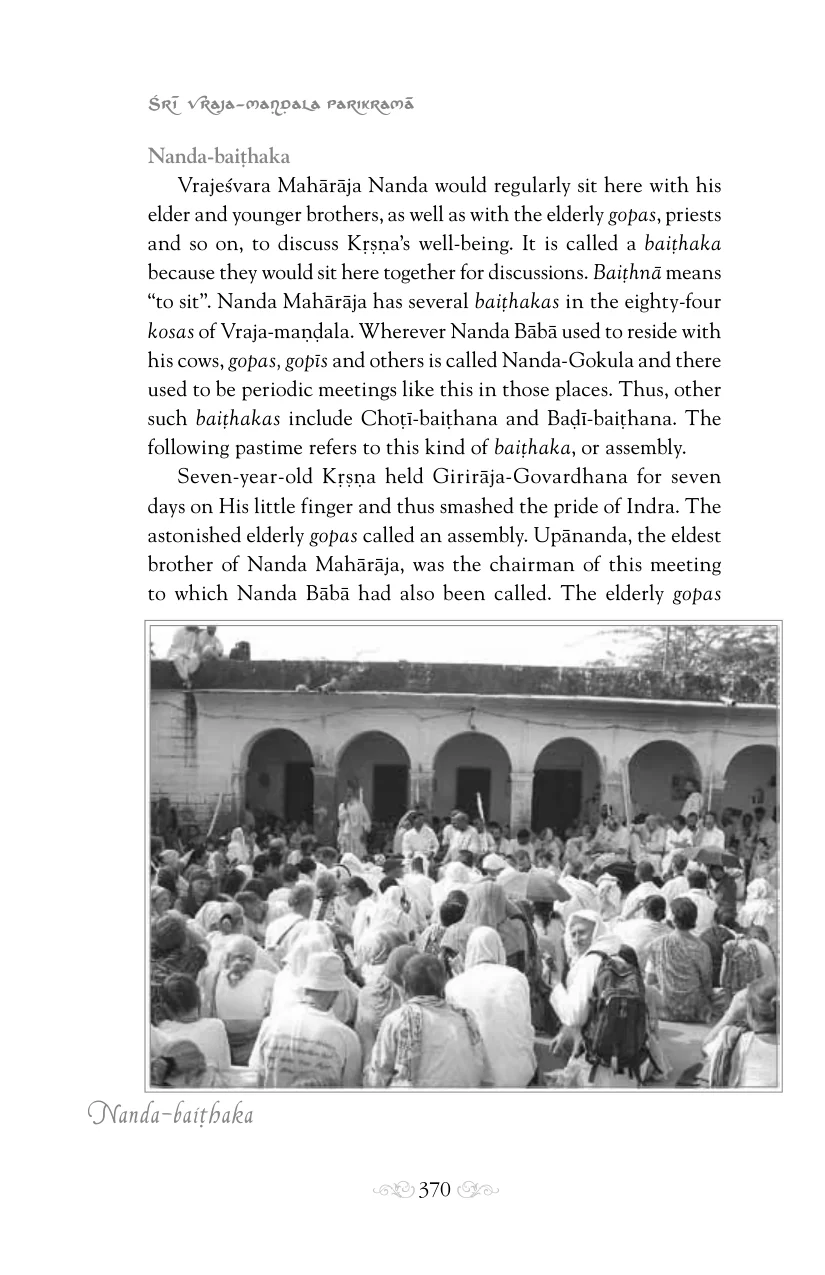 Śrī Vraja-maṇḍala Parikramā
Nanda-baiṭhaka
Vrajeśvara Mahārāja Nanda would regularly sit here with his
elder and younger brothers, as well as with the elderly gopas, priests
and so on, to discuss Kṛṣṇa’s well-being. It is called a baiṭhaka
because they would sit here together for discussions. Baiṭhnā means
“to sit”. Nanda Mahārāja has several baiṭhakas in the eighty-four
kosas of Vraja-maṇḍala. Wherever Nanda Bābā used to reside with
his cows, gopas, gopīs and others is called Nanda-Gokula and there
used to be periodic meetings like this in those places. Thus, other
such baiṭhakas include Choṭī-baiṭhana and Baḍī-baiṭhana. The
following pastime refers to this kind of baiṭhaka, or assembly.
Seven-year-old Kṛṣṇa held Girirāja-Govardhana for seven
days on His little finger and thus smashed the pride of Indra. The
astonished elderly gopas called an assembly. Upānanda, the eldest
brother of Nanda Mahārāja, was the chairman of this meeting
to which Nanda Bābā had also been called. The elderly gopas
Nanda-baiṭhaka
370